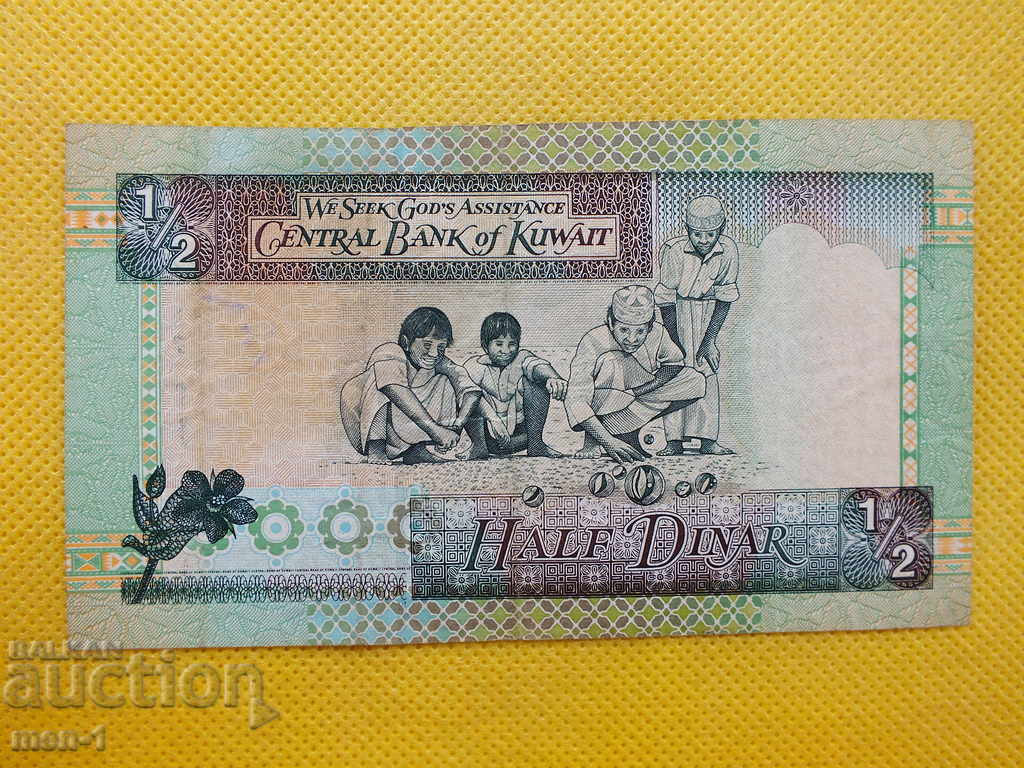 1/2
WE SEEK GOD'S ASSISTANCE
CENTRAL BANK of KUWAIT
HALF DINAR
1/2
BALKAN
auction
men-1